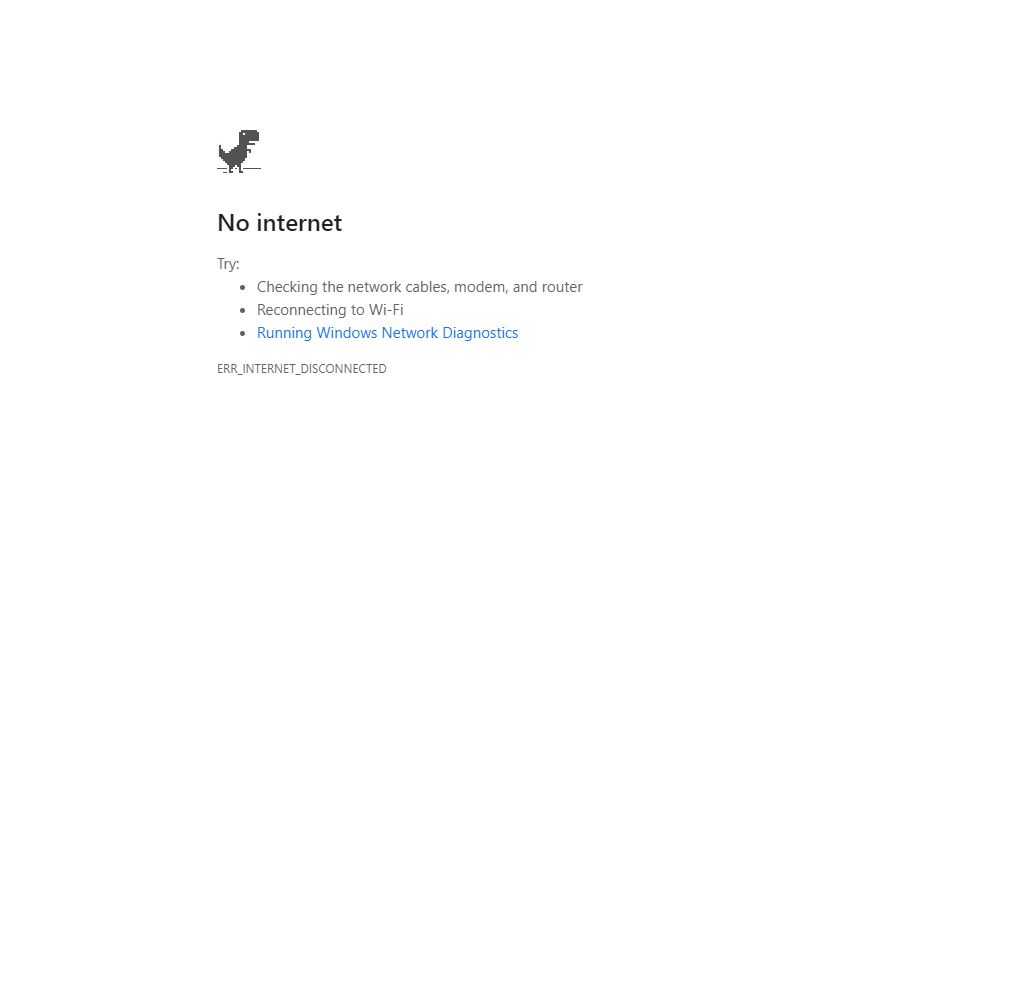 No internet
Try:
• Checking the network cables, modem, and router
• Reconnecting to Wi-Fi
• Running Windows Network Diagnostics
ERR_INTERNET_DISCONNECTED